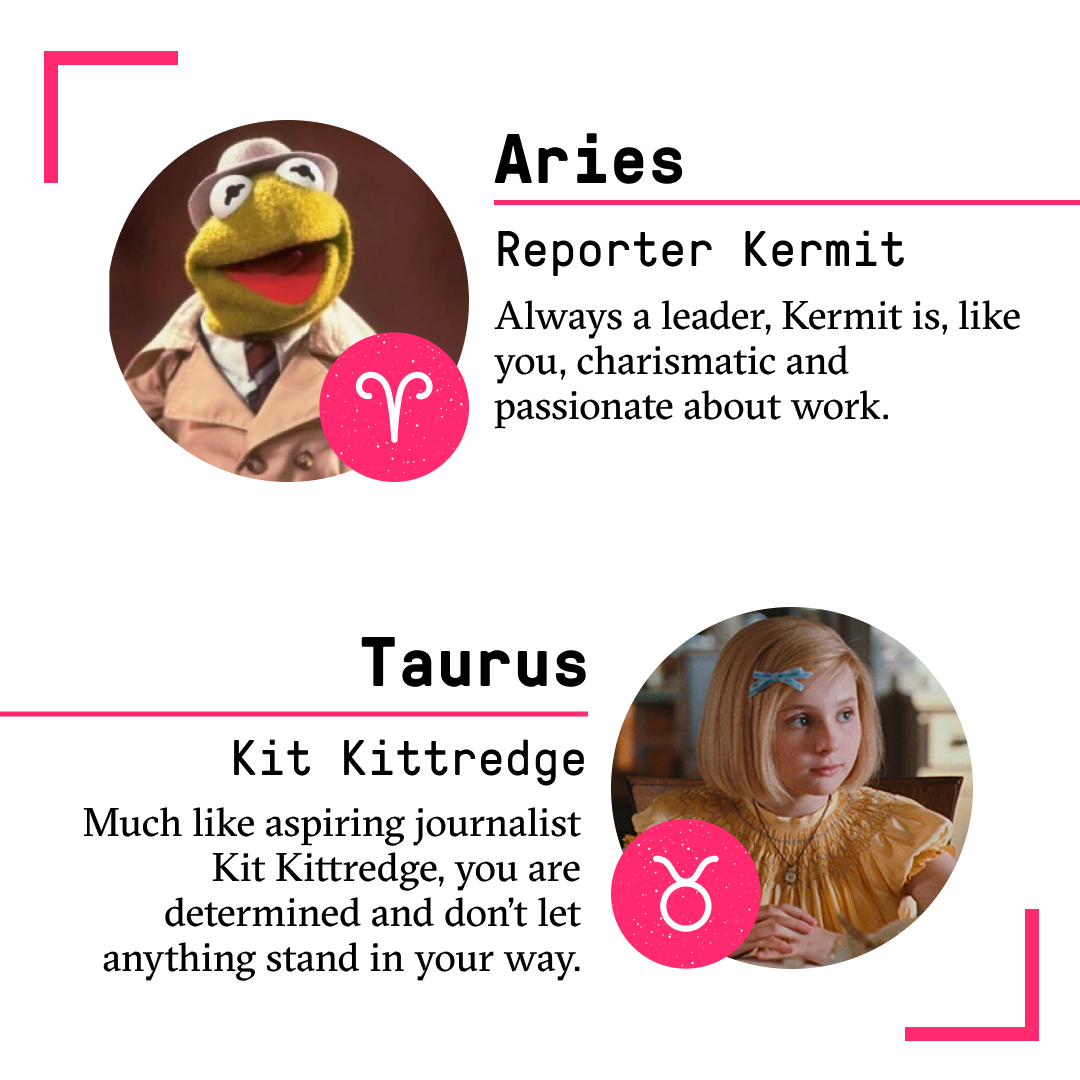 Aries
Reporter Kermit
Always a leader, Kermit is, like
you, charismatic and
passionate about work.
Taurus
Kit Kittredge
Much like aspiring journalist
Kit Kittredge, you are
determined and don’t let
anything stand in your way.